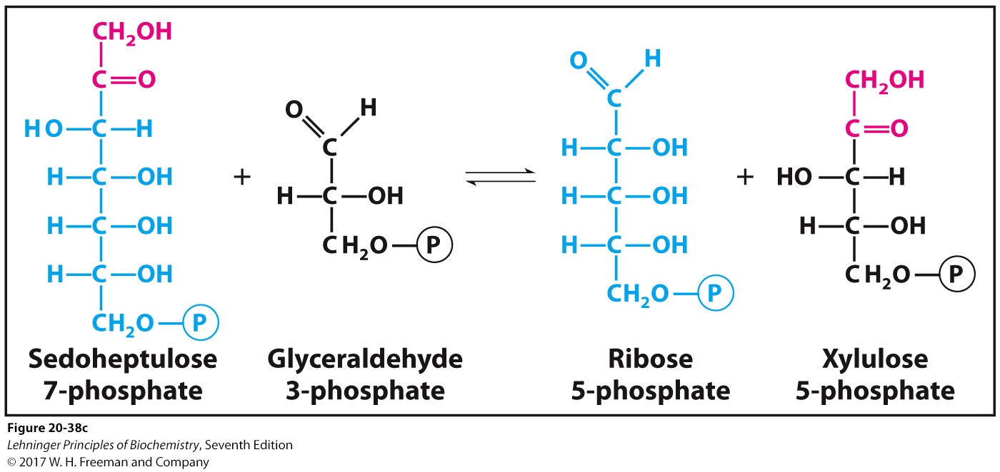 CH2OH
C=O
HO—C—H
H—C—OH
H—C—OH
H—C—OH
CH2O—P
Sedoheptulose
7-phosphate
+
O H
C
H—C—OH
CH2O—P
Glyceraldehyde
3-phosphate
⇌
O H
C
H—C—OH
H—C—OH
H—C—OH
CH2O—P
Ribose
5-phosphate
+
CH2OH
C=O
HO—C—H
H—C—OH
CH2O—P
Xylulose
5-phosphate
Figure 20-38c
Lehninger Principles of Biochemistry, Seventh Edition
© 2017 W. H. Freeman and Company